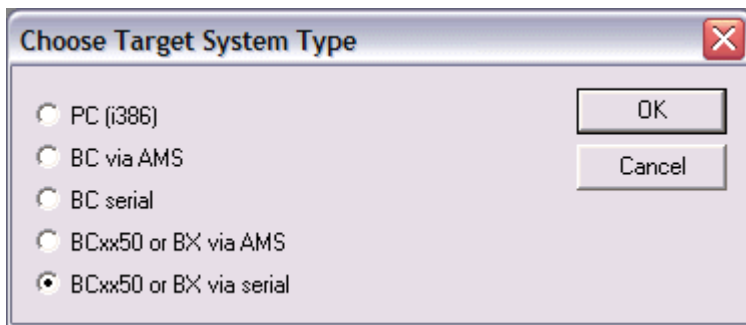 Choose Target System Type
PC (i386)
OK
BC via AMS
Cancel
BC serial
BCxx50 or BX via AMS
BCxx50 or BX via serial